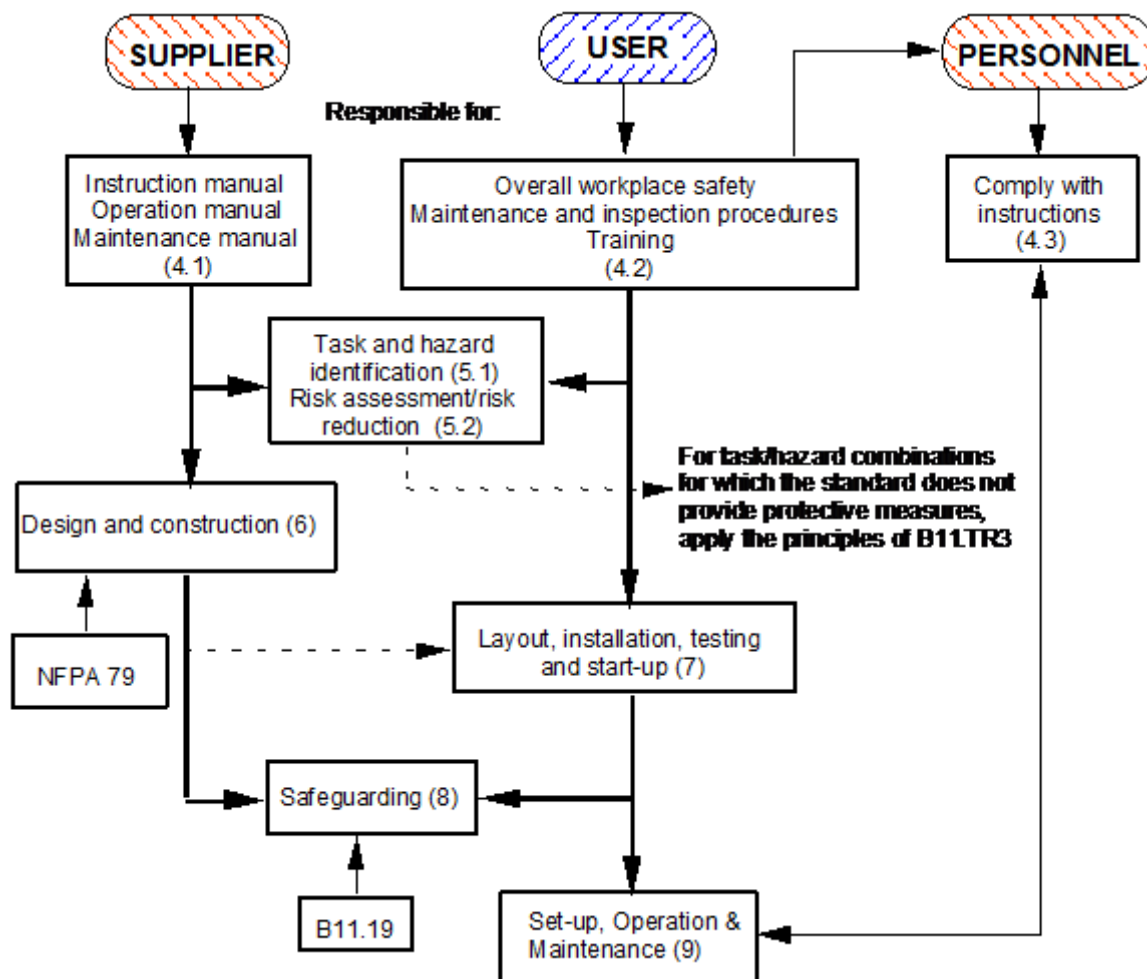 SUPPLIER
USER
PERSONNEL
Responsible for:
Instruction manual
Operation manual
Maintenance manual
(4.1)
Overall workplace safety
Maintenance and inspection procedures
Training
(4.2)
Comply with
instructions
(4.3)
Task and hazard
identification (5.1)
Risk assessment/risk
reduction (5.2)
For task/hazard combinations
for which the standard does not
provide protective measures,
apply the principles of B11.TR3
Design and construction (6)
NFPA 79
Layout, installation, testing
and start-up (7)
Safeguarding (8)
B11.19
Set-up, Operation &
Maintenance (9)